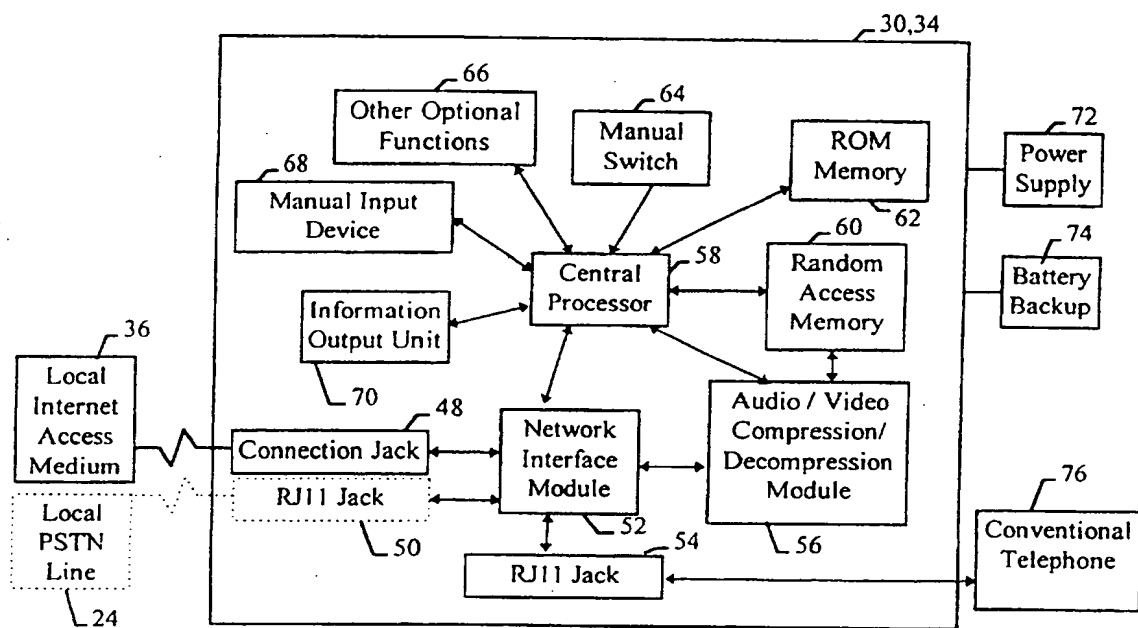 30,34
66
Other Optional
Functions
64
Manual
Switch
ROM
Memory
62
72
Power
Supply
68
Manual Input
Device
60
Random
Access
Memory
74
Battery
Backup
58
Central
Processor
Information
Output Unit
70
36
Local
Internet
Access
Medium
48
Connection Jack
Network
Interface
Module
52
Audio / Video
Compression/
Decompression
Module
56
RJ11 Jack
50
Local
PSTN
Line
24
54
RJ11 Jack
76
Conventional
Telephone